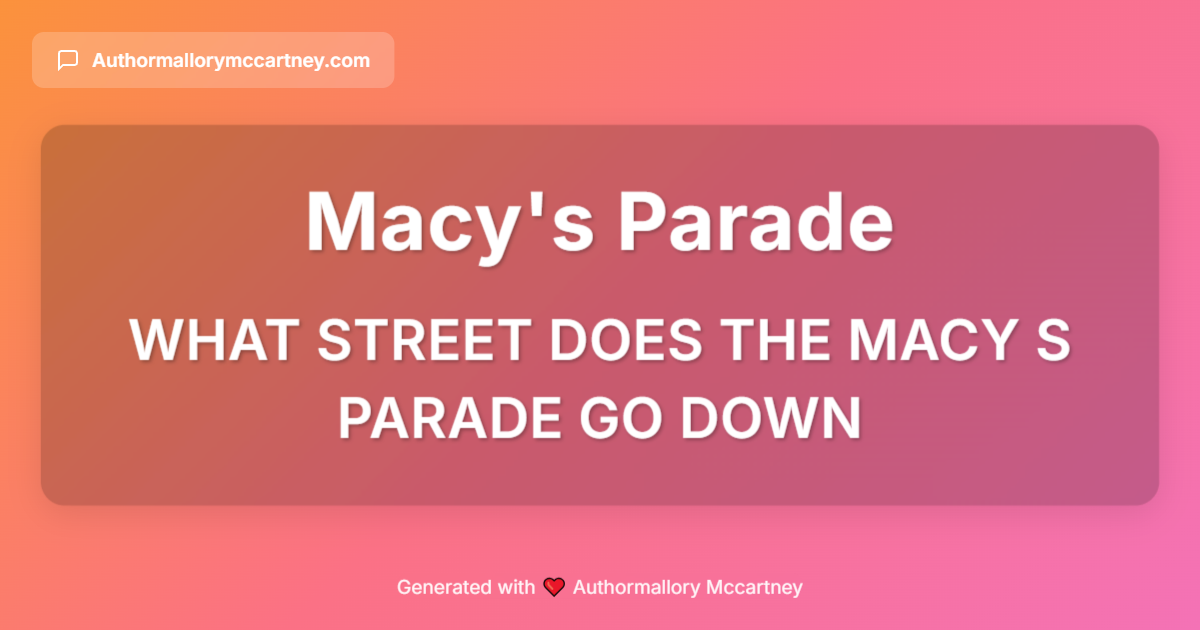 Authormallorymccartney.com
Macy's Parade
WHAT STREET DOES THE MACY S
PARADE GO DOWN
Generated with ❤️ Authormallory Mccartney